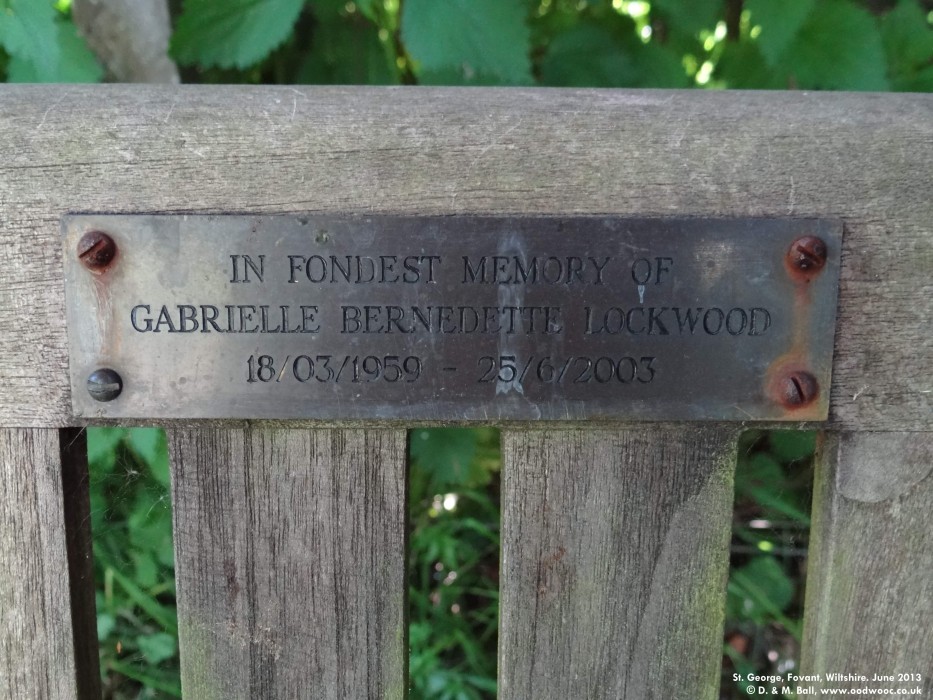 IN FONDEST MEMORY OF
GABRIELLE BERNEDETTE LOCKWOOD
18/03/1959 - 25/6/2003
St. George, Fovant, Wiltshire. June 2013
© D. & M. Ball, www.oodwooc.co.uk